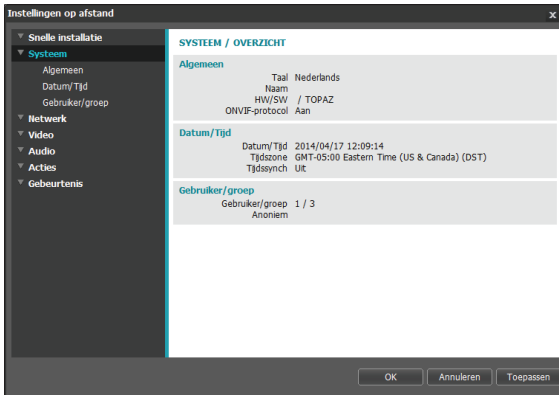 Instellingen op afstand x
Snelle installatie
Systeem
Algemeen
Datum/Tijd
Gebruiker/groep
Netwerk
Video
Audio
Acties
Gebeurtenis
SYSTEEM / OVERZICHT
Algemeen
Taal Nederlands
Naam
HW/SW / TOPAZ
ONVIF-protocol Aan
Datum/Tijd
Datum/Tijd 2014/04/17 12:09:14
Tijdszone GMT-05:00 Eastern Time (US & Canada) (DST)
Tijdssynch Uit
Gebruiker/groep
Gebruiker/groep 1 / 3
Anoniem
OK Annuleren Toepassen